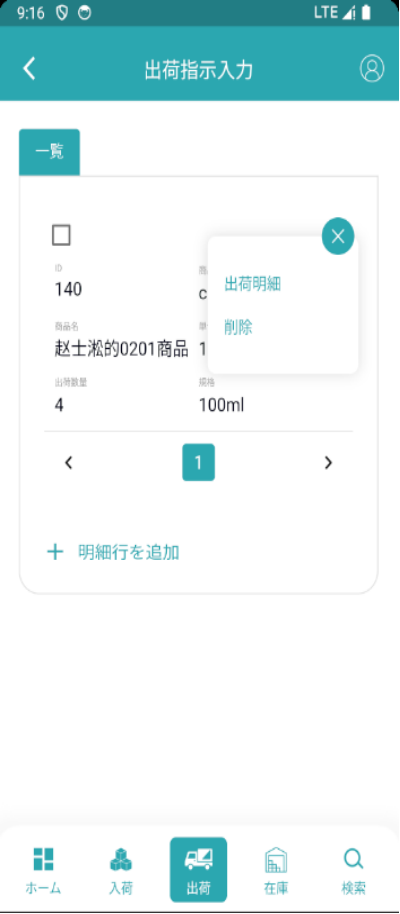 9:16 LTE
出荷指示入力
一覧
ID
140
c
出荷明細
削除
商品名
赵士淞的0201商品
1
出荷数量
4
規格
100ml
1
明細行を追加
ホーム 入荷 出荷 在庫 検索